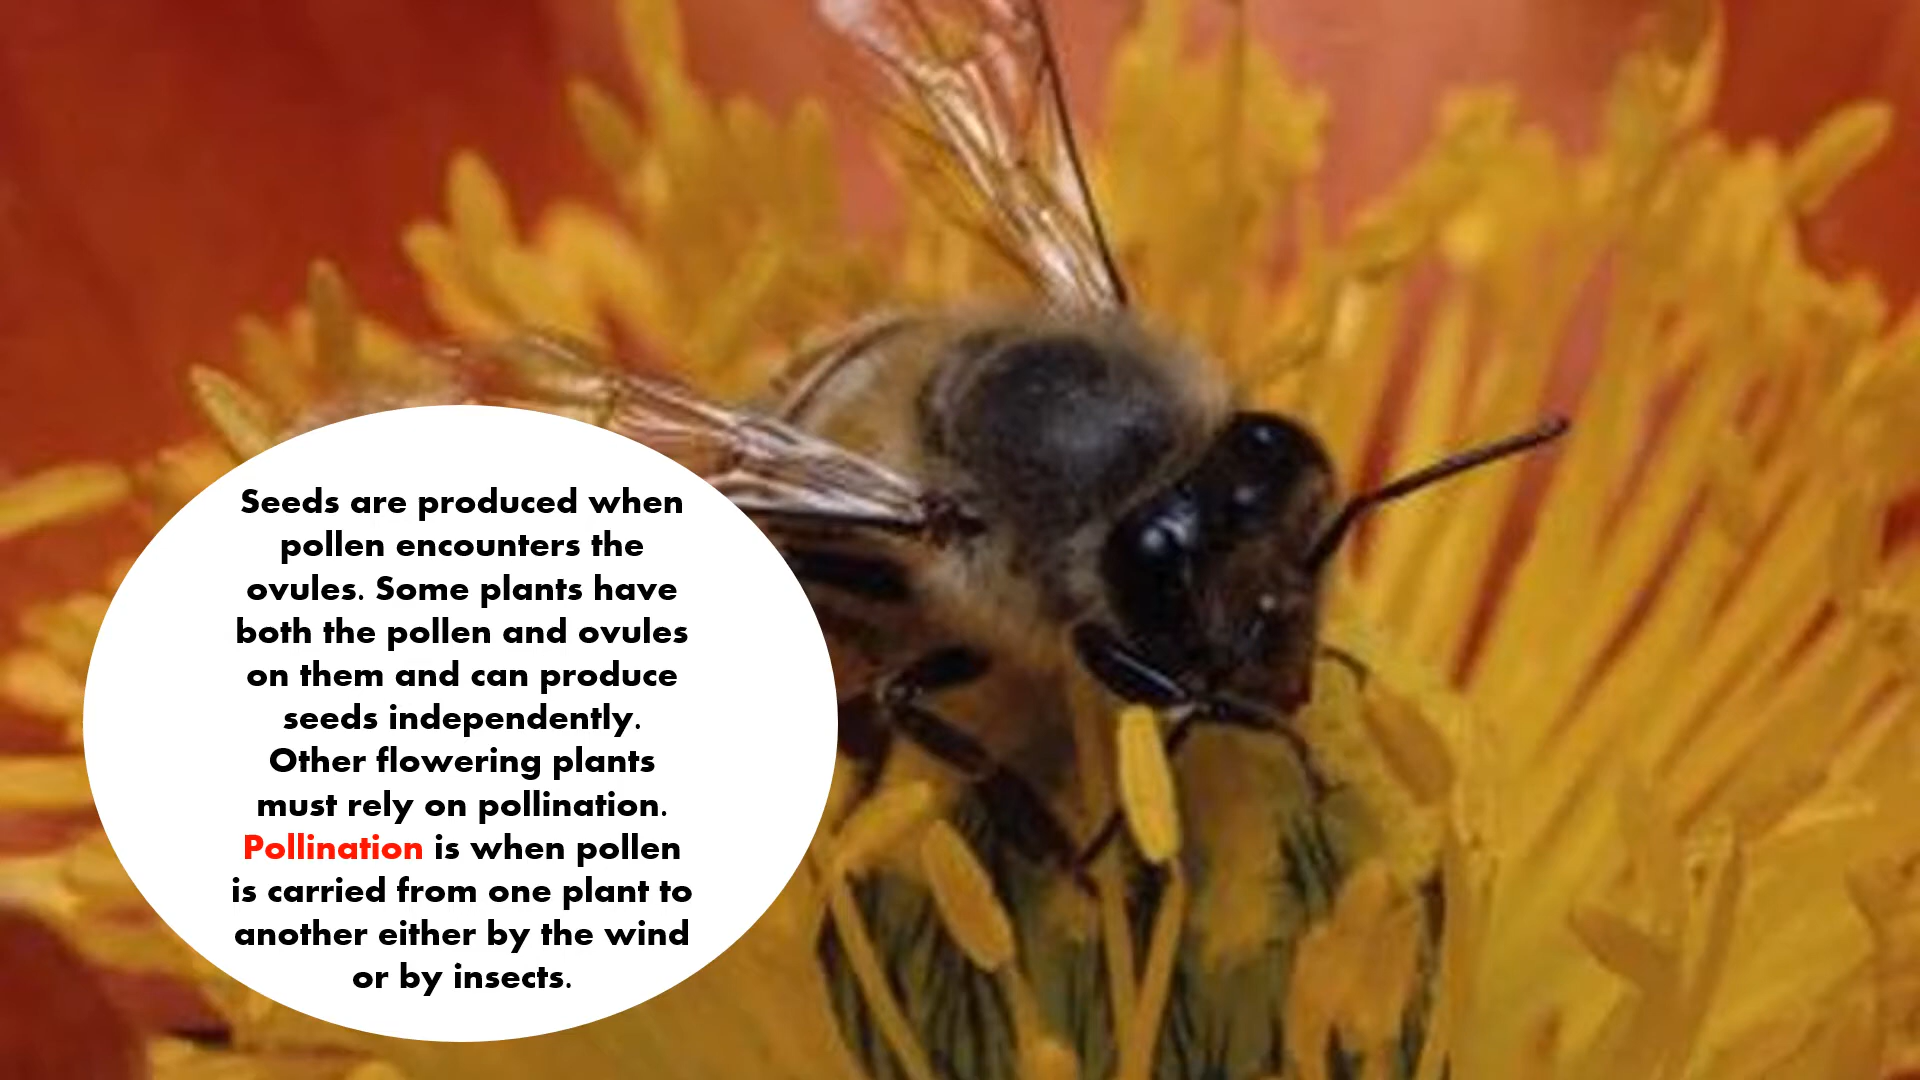 Seeds are produced when
pollen encounters the
ovules. Some plants have
both the pollen and ovules
on them and can produce
seeds independently.
Other flowering plants
must rely on pollination.
Pollination is when pollen
is carried from one plant to
another either by the wind
or by insects.